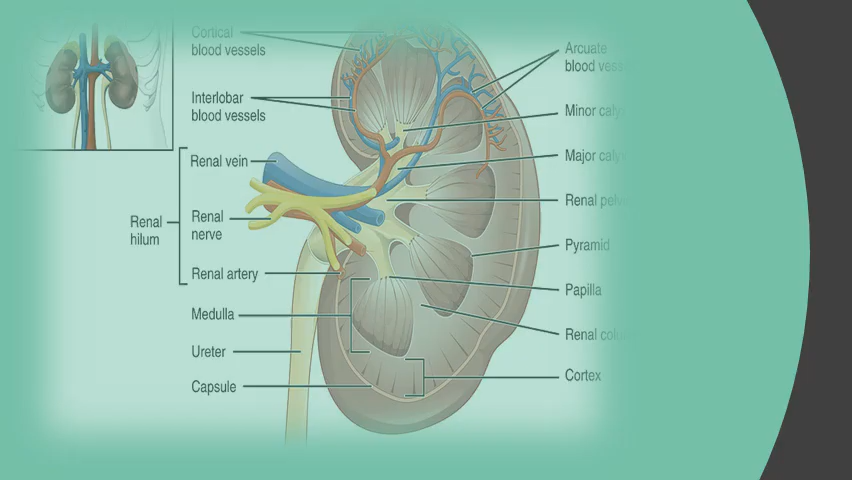 Cortical
blood vessels
Interlobar
blood vessels
Renal vein
Renal
hilum
Renal
nerve
Renal artery
Medulla
Ureter
Capsule
Arcuate
blood
Minor
Major
Renal
Pyramid
Papilla
Renal
Cortex